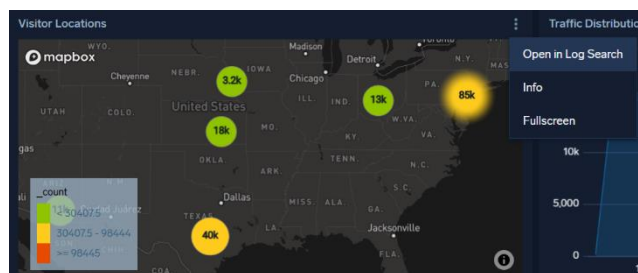 Visitor Locations
Traffic Distributio
Open in Log Search
Info
Fullscreen
10k
5,000
0
mapbox
WYO.
Cheyenne
NEBR.
IOWA
Madison
Chicago
Detroit
Toronto
N.Y.
MAS
UTAH
COLO.
United States
ILL.
IND.
PA.
W.VA.
VA.
MO.
KY
gas
OKLA.
ARK.
TENN.
N.C.
S.C.
Dallas
MISS.
ALA.
GA.
TEXAS
LA.
Jacksonville
FLA.
COA
3.2k
18k
13k
85k
40k
_count
< 30407.5
30407.5 - 98444
>= 98445